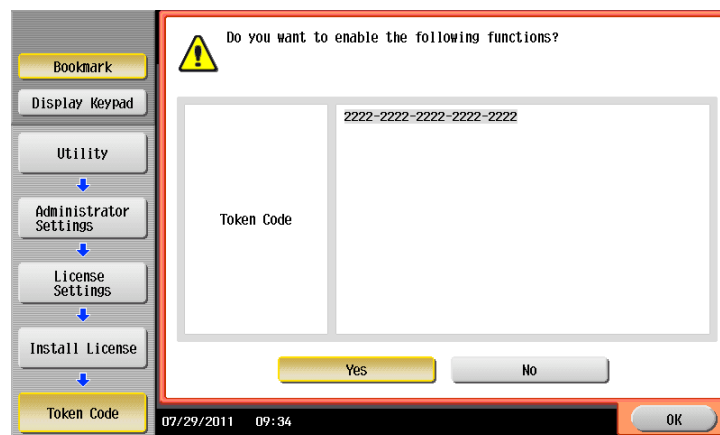 Bookmark
Display Keypad
Utility
Administrator
Settings
License
Settings
Install License
Token Code
Do you want to enable the following functions?
Token Code
2222-2222-2222-2222-2222
Yes
No
07/29/2011 09:34
OK